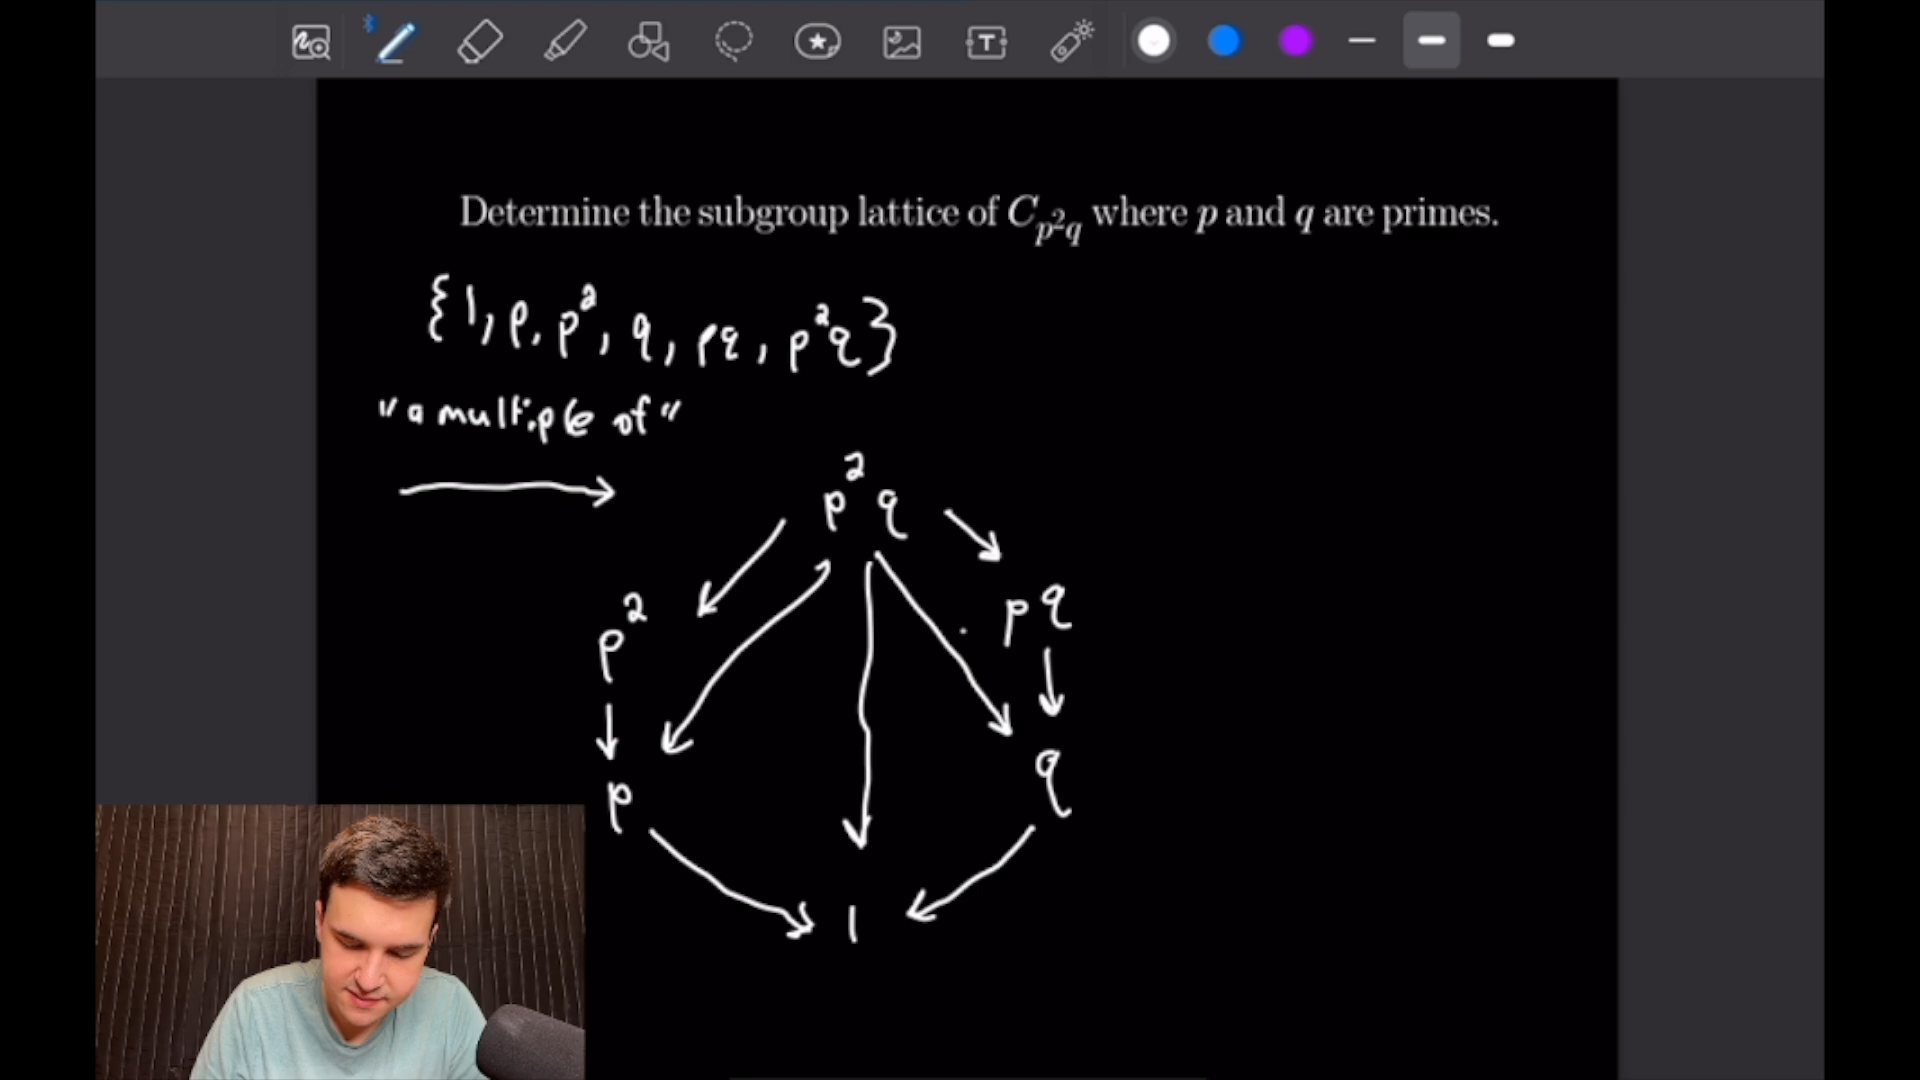 Determine the subgroup lattice of C_{p²q} where p and q are primes.
{1, p, p², q, pq, p²q}
"a multiple of"
p²q
p² pq
p q
1